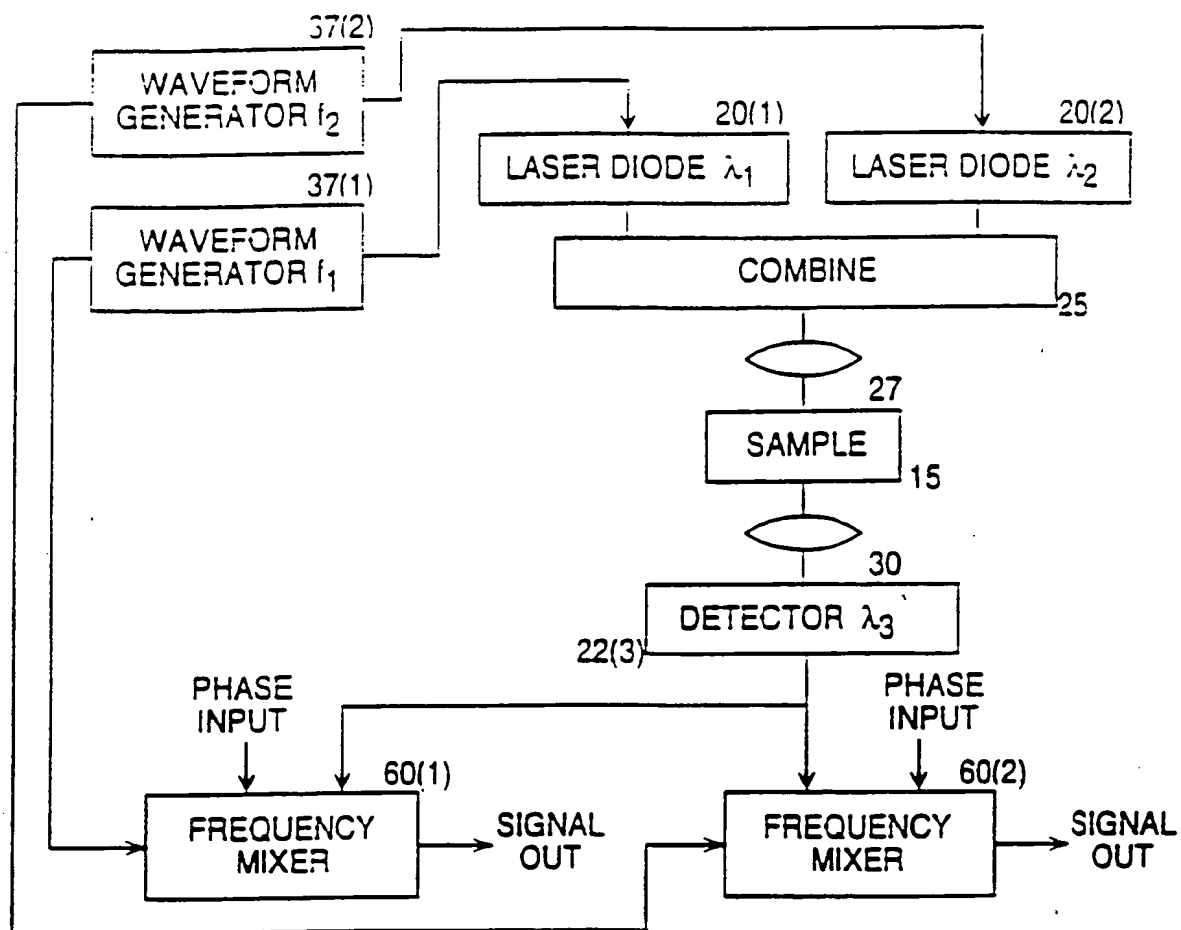 37(2)
WAVEFORM
GENERATOR f2
20(1)
20(2)
LASER DIODE λ1
LASER DIODE λ2
37(1)
WAVEFORM
GENERATOR f1
COMBINE
25
27
SAMPLE
15
30
DETECTOR λ3
22(3)
PHASE
INPUT
PHASE
INPUT
60(1)
60(2)
FREQUENCY
MIXER
SIGNAL
OUT
FREQUENCY
MIXER
SIGNAL
OUT